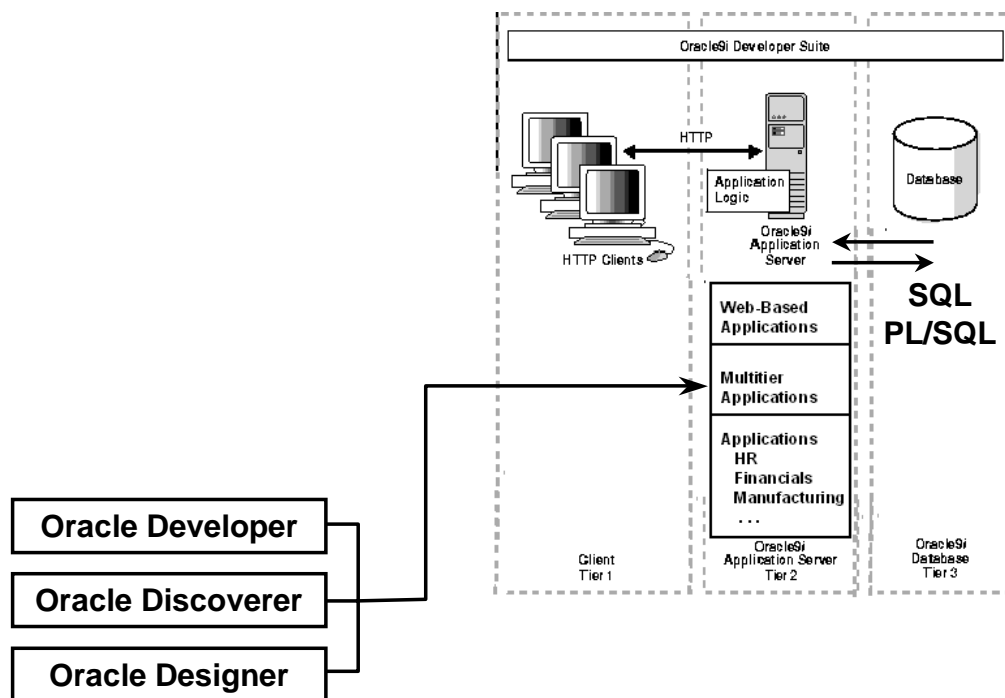 Oracle9i Developer Suite
HTTP
Application
Logic
Database
HTTP Clients
Oracle9i
Application
Server
SQL
PL/SQL
Web-Based
Applications
Multitier
Applications
Applications
HR
Financials
Manufacturing
...
Oracle Developer
Oracle Discoverer
Oracle Designer
Client
Tier 1
Oracle9i
Application Server
Tier 2
Oracle9i
Database
Tier 3